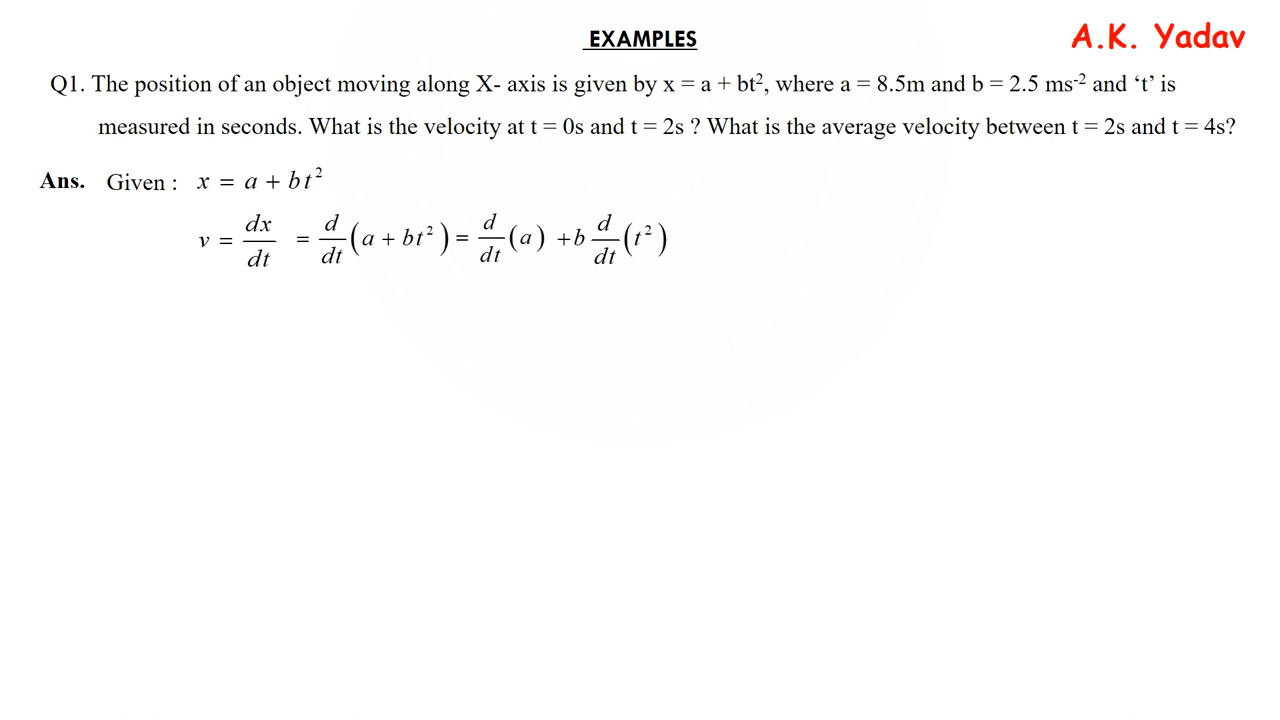 EXAMPLES
A.K. Yadav
Q1. The position of an object moving along X- axis is given by x = a + bt², where a = 8.5m and b = 2.5 ms⁻² and ‘t’ is
measured in seconds. What is the velocity at t = 0s and t = 2s ? What is the average velocity between t = 2s and t = 4s?
Ans. Given : x = a + bt²
v = dx/dt = d/dt (a + bt²) = d/dt (a) + b d/dt (t²)